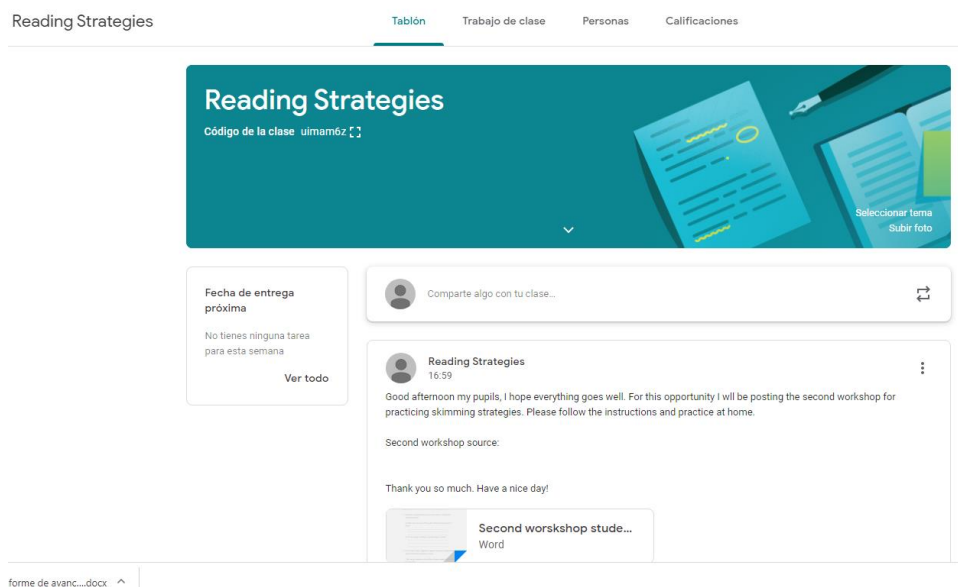 Reading Strategies
Tablón Trabajo de clase Personas Calificaciones
Reading Strategies
Código de la clase uimam6z
Seleccionar tema
Subir foto
Fecha de entrega
próxima
No tienes ninguna tarea
para esta semana
Ver todo
Comparte algo con tu clase...
Reading Strategies
16:59
Good afternoon my pupils, I hope everything goes well. For this opportunity I wll be posting the second workshop for
practicing skimming strategies. Please follow the instructions and practice at home.
Second workshop source:
Thank you so much. Have a nice day!
Second worskshop stude...
Word
forme de avanc....docx